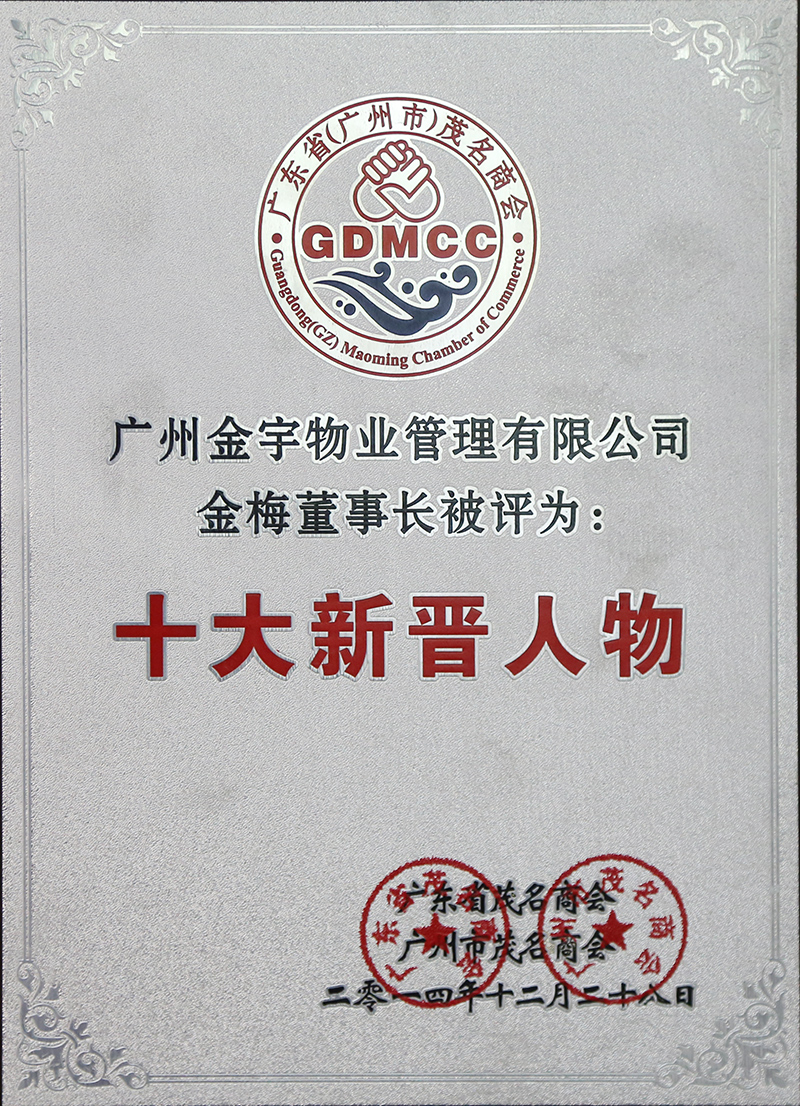 广东省(广州市)茂名商会
GDMCC
Guangdong(GZ) Maoming Chamber of Commerce
广州金宇物业管理有限公司
金梅董事长被评为：
十大新晋人物
广东省茂名商会
广州市茂名商会
二零一四年十二月二十八日